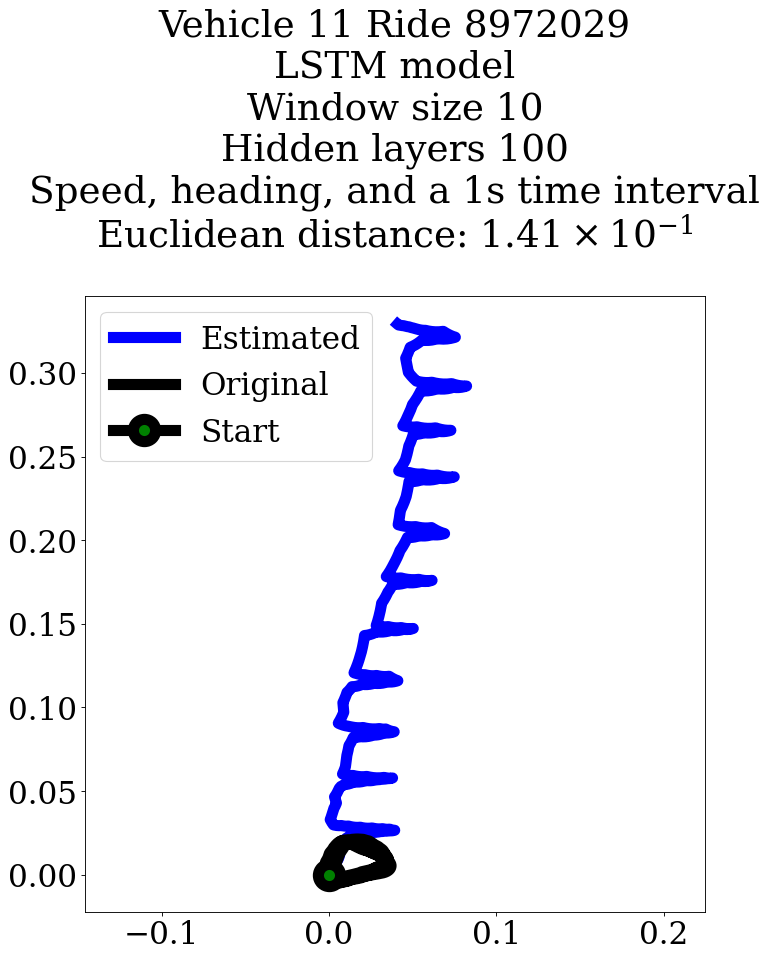 Vehicle 11 Ride 8972029
LSTM model
Window size 10
Hidden layers 100
Speed, heading, and a 1s time interval
Euclidean distance: 1.41 × 10⁻¹
Estimated
Original
Start
0.30
0.25
0.20
0.15
0.10
0.05
0.00
−0.1 0.0 0.1 0.2